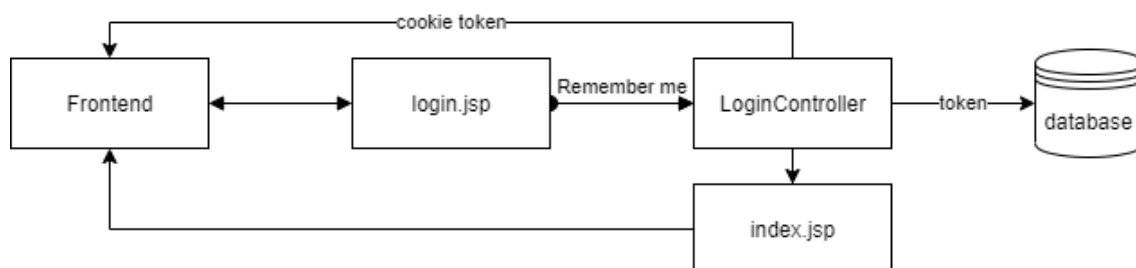 cookie token
Frontend
login.jsp
Remember me
LoginController
token
database
index.jsp